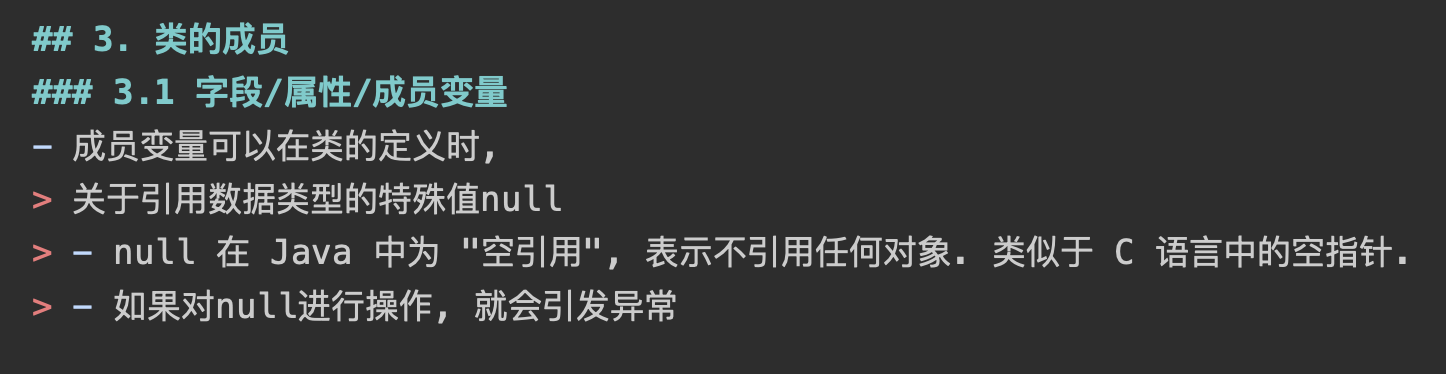 ## 3. 类的成员
### 3.1 字段/属性/成员变量
- 成员变量可以在类的定义时,
> 关于引用数据类型的特殊值null
> - null 在 Java 中为 "空引用", 表示不引用任何对象. 类似于 C 语言中的空指针.
> - 如果对null进行操作, 就会引发异常